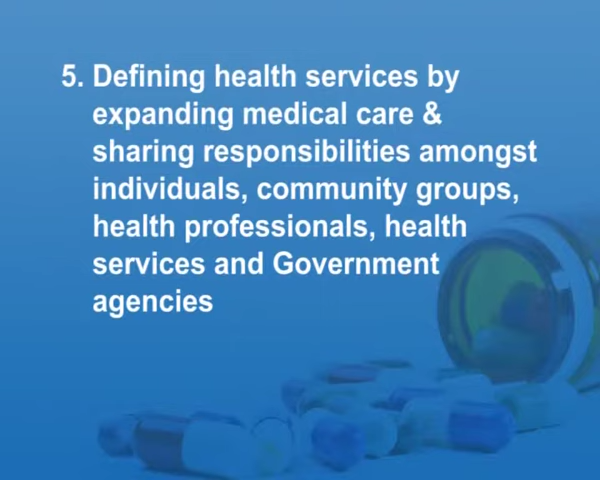 5. Defining health services by
expanding medical care &
sharing responsibilities amongst
individuals, community groups,
health professionals, health
services and Government
agencies